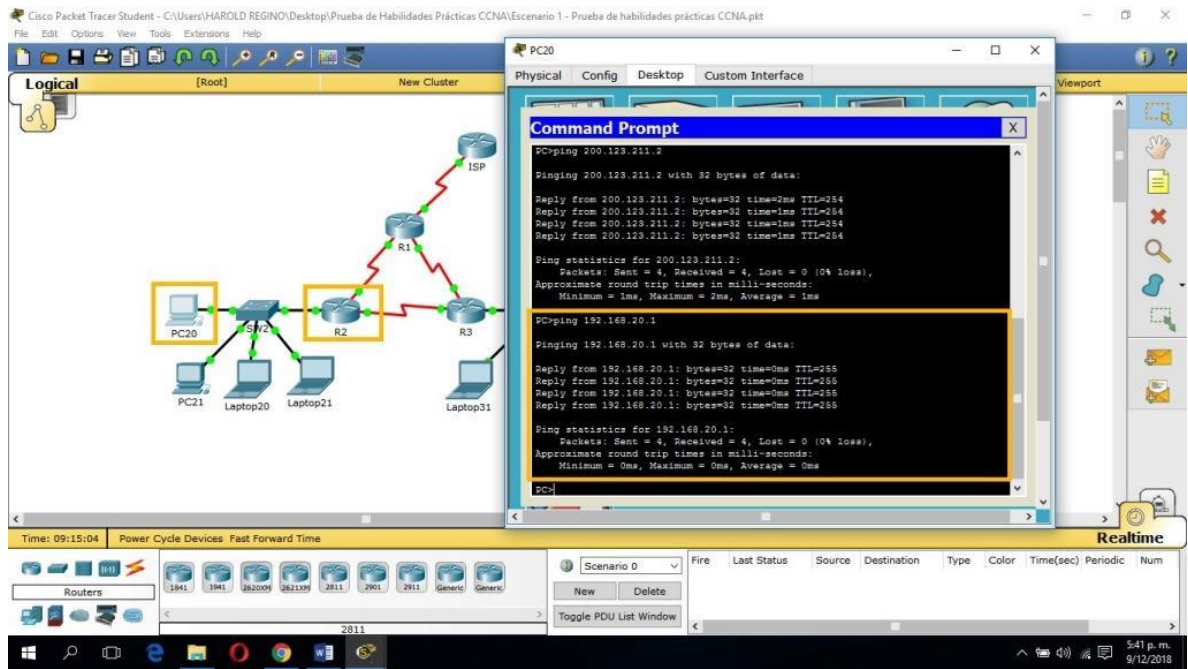 Cisco Packet Tracer Student - C:\Users\HAROLD REGINO\Desktop\Prueba de Habilidades Prácticas CCNA\Escenario 1 - Prueba de habilidades prácticas CCNA.pkt
File Edit Options View Tools Extensions Help
Logical
[Root]
New Cluster
Viewport
ISP
R1
PC20
SW2
R2
R3
PC21
Laptop20
Laptop21
Laptop31
PC20
Physical Config Desktop Custom Interface
Command Prompt
X
PC>ping 200.123.211.2
Pinging 200.123.211.2 with 32 bytes of data:
Reply from 200.123.211.2: bytes=32 time=2ms TTL=254
Reply from 200.123.211.2: bytes=32 time=1ms TTL=254
Reply from 200.123.211.2: bytes=32 time=1ms TTL=254
Reply from 200.123.211.2: bytes=32 time=1ms TTL=254
Ping statistics for 200.123.211.2:
Packets: Sent = 4, Received = 4, Lost = 0 (0% loss),
Approximate round trip times in milli-seconds:
Minimum = 1ms, Maximum = 2ms, Average = 1ms
PC>ping 192.168.20.1
Pinging 192.168.20.1 with 32 bytes of data:
Reply from 192.168.20.1: bytes=32 time=0ms TTL=255
Reply from 192.168.20.1: bytes=32 time=0ms TTL=255
Reply from 192.168.20.1: bytes=32 time=0ms TTL=255
Reply from 192.168.20.1: bytes=32 time=0ms TTL=255
Ping statistics for 192.168.20.1:
Packets: Sent = 4, Received = 4, Lost = 0 (0% loss),
Approximate round trip times in milli-seconds:
Minimum = 0ms, Maximum = 0ms, Average = 0ms
PC>
Time: 09:15:04 Power Cycle Devices Fast Forward Time
Realtime
Routers
1841 1941 2620XM 2621XM 2811 2901 2911 Generic Generic
2811
Scenario 0
New Delete
Toggle PDU List Window
Fire Last Status Source Destination Type Color Time(sec) Periodic Num
5:41 p. m.
9/12/2018